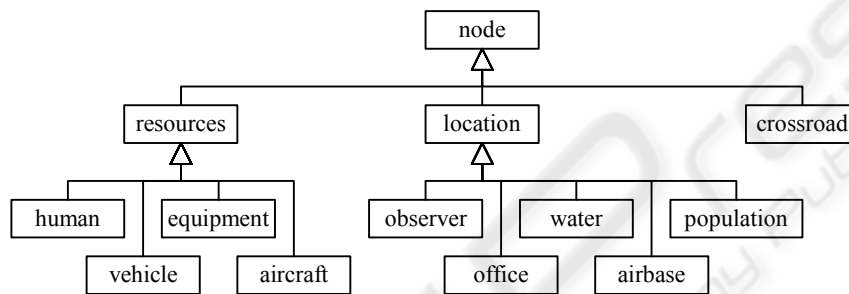 node
resources location crossroad
human equipment observer water population
vehicle aircraft office airbase